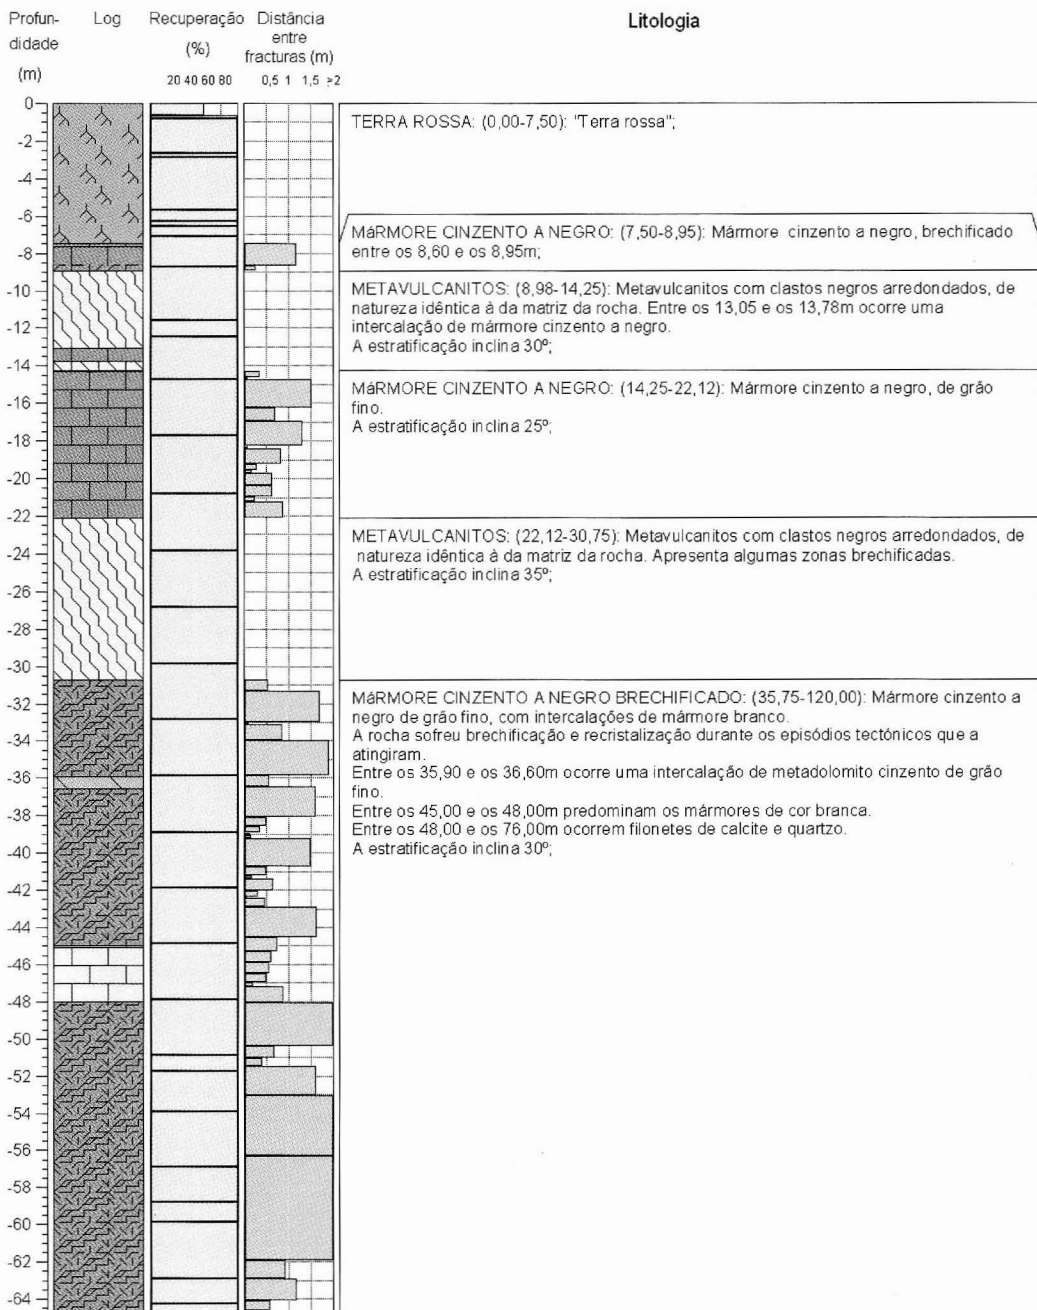 Profun-
didade
(m)
Log
Recuperação
(%)
20 40 60 80
Distância
entre
fracturas (m)
0,5 1 1,5 >2
Litologia
0
-2
-4
-6
-8
-10
-12
-14
-16
-18
-20
-22
-24
-26
-28
-30
-32
-34
-36
-38
-40
-42
-44
-46
-48
-50
-52
-54
-56
-58
-60
-62
-64
TERRA ROSSA: (0,00-7,50): "Terra rossa";
MáRMORE CINZENTO A NEGRO: (7,50-8,95): Mármore cinzento a negro, brechificado
entre os 8,60 e os 8,95m;
METAVULCANITOS: (8,98-14,25): Metavulcanitos com clastos negros arredondados, de
natureza idêntica à da matriz da rocha. Entre os 13,05 e os 13,78m ocorre uma
intercalação de mármore cinzento a negro.
A estratificação inclina 30º;
MáRMORE CINZENTO A NEGRO: (14,25-22,12): Mármore cinzento a negro, de grão
fino.
A estratificação inclina 25º;
METAVULCANITOS: (22,12-30,75): Metavulcanitos com clastos negros arredondados, de
natureza idêntica à da matriz da rocha. Apresenta algumas zonas brechificadas.
A estratificação inclina 35º;
MáRMORE CINZENTO A NEGRO BRECHIFICADO: (35,75-120,00): Mármore cinzento a
negro de grão fino, com intercalações de mármore branco.
A rocha sofreu brechificação e recristalização durante os episódios tectónicos que a
atingiram.
Entre os 35,90 e os 36,60m ocorre uma intercalação de metadolomito cinzento de grão
fino.
Entre os 45,00 e os 48,00m predominam os mármores de cor branca.
Entre os 48,00 e os 76,00m ocorrem filonetes de calcite e quartzo.
A estratificação inclina 30º;